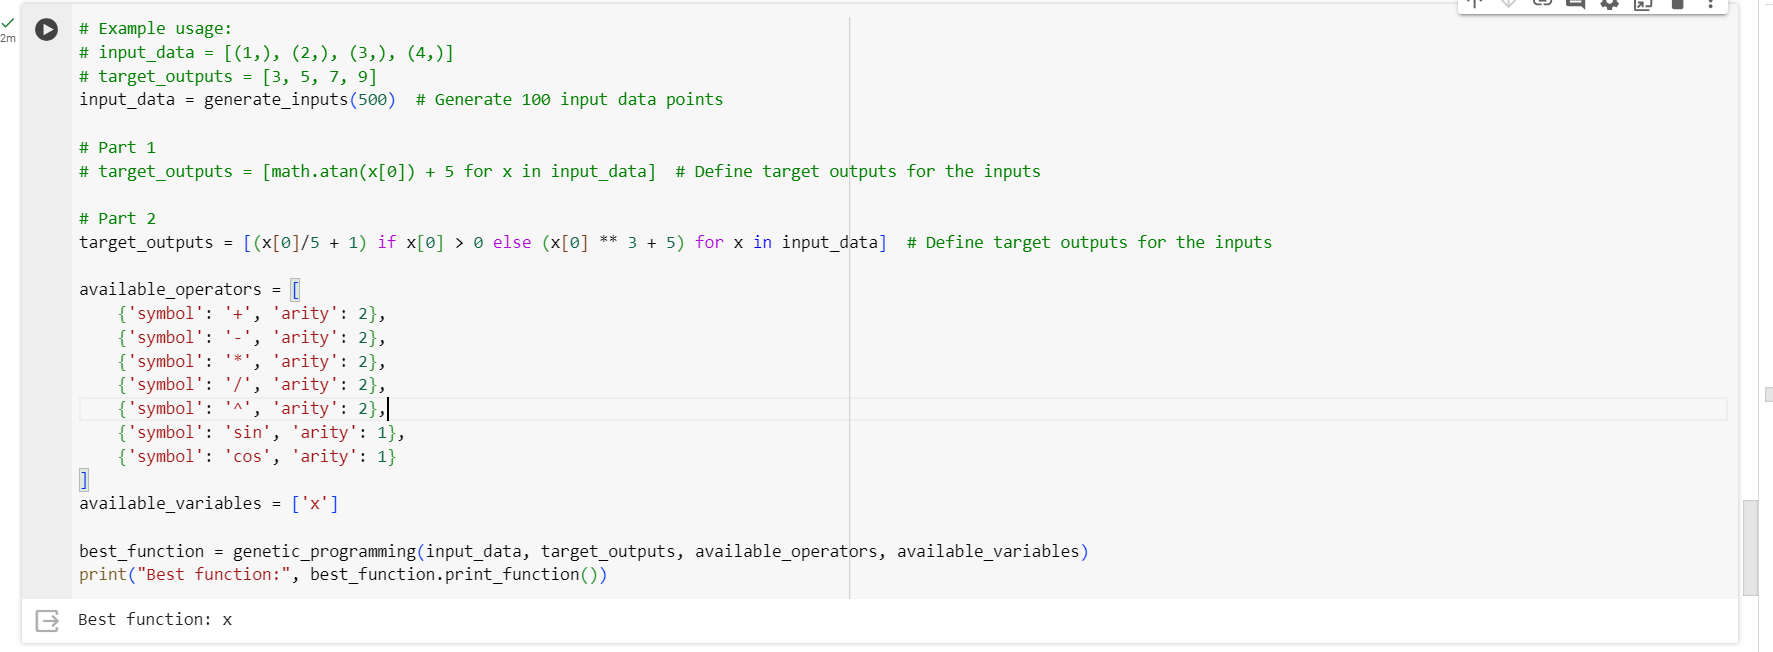 2m
# Example usage:
# input_data = [(1,), (2,), (3,), (4,)]
# target_outputs = [3, 5, 7, 9]
input_data = generate_inputs(500)  # Generate 100 input data points

# Part 1
# target_outputs = [math.atan(x[0]) + 5 for x in input_data]  # Define target outputs for the inputs

# Part 2
target_outputs = [(x[0]/5 + 1) if x[0] > 0 else (x[0] ** 3 + 5) for x in input_data]  # Define target outputs for the inputs

available_operators = [
    {'symbol': '+', 'arity': 2},
    {'symbol': '-', 'arity': 2},
    {'symbol': '*', 'arity': 2},
    {'symbol': '/', 'arity': 2},
    {'symbol': '^', 'arity': 2},
    {'symbol': 'sin', 'arity': 1},
    {'symbol': 'cos', 'arity': 1}
]
available_variables = ['x']

best_function = genetic_programming(input_data, target_outputs, available_operators, available_variables)
print("Best function:", best_function.print_function())
Best function: x